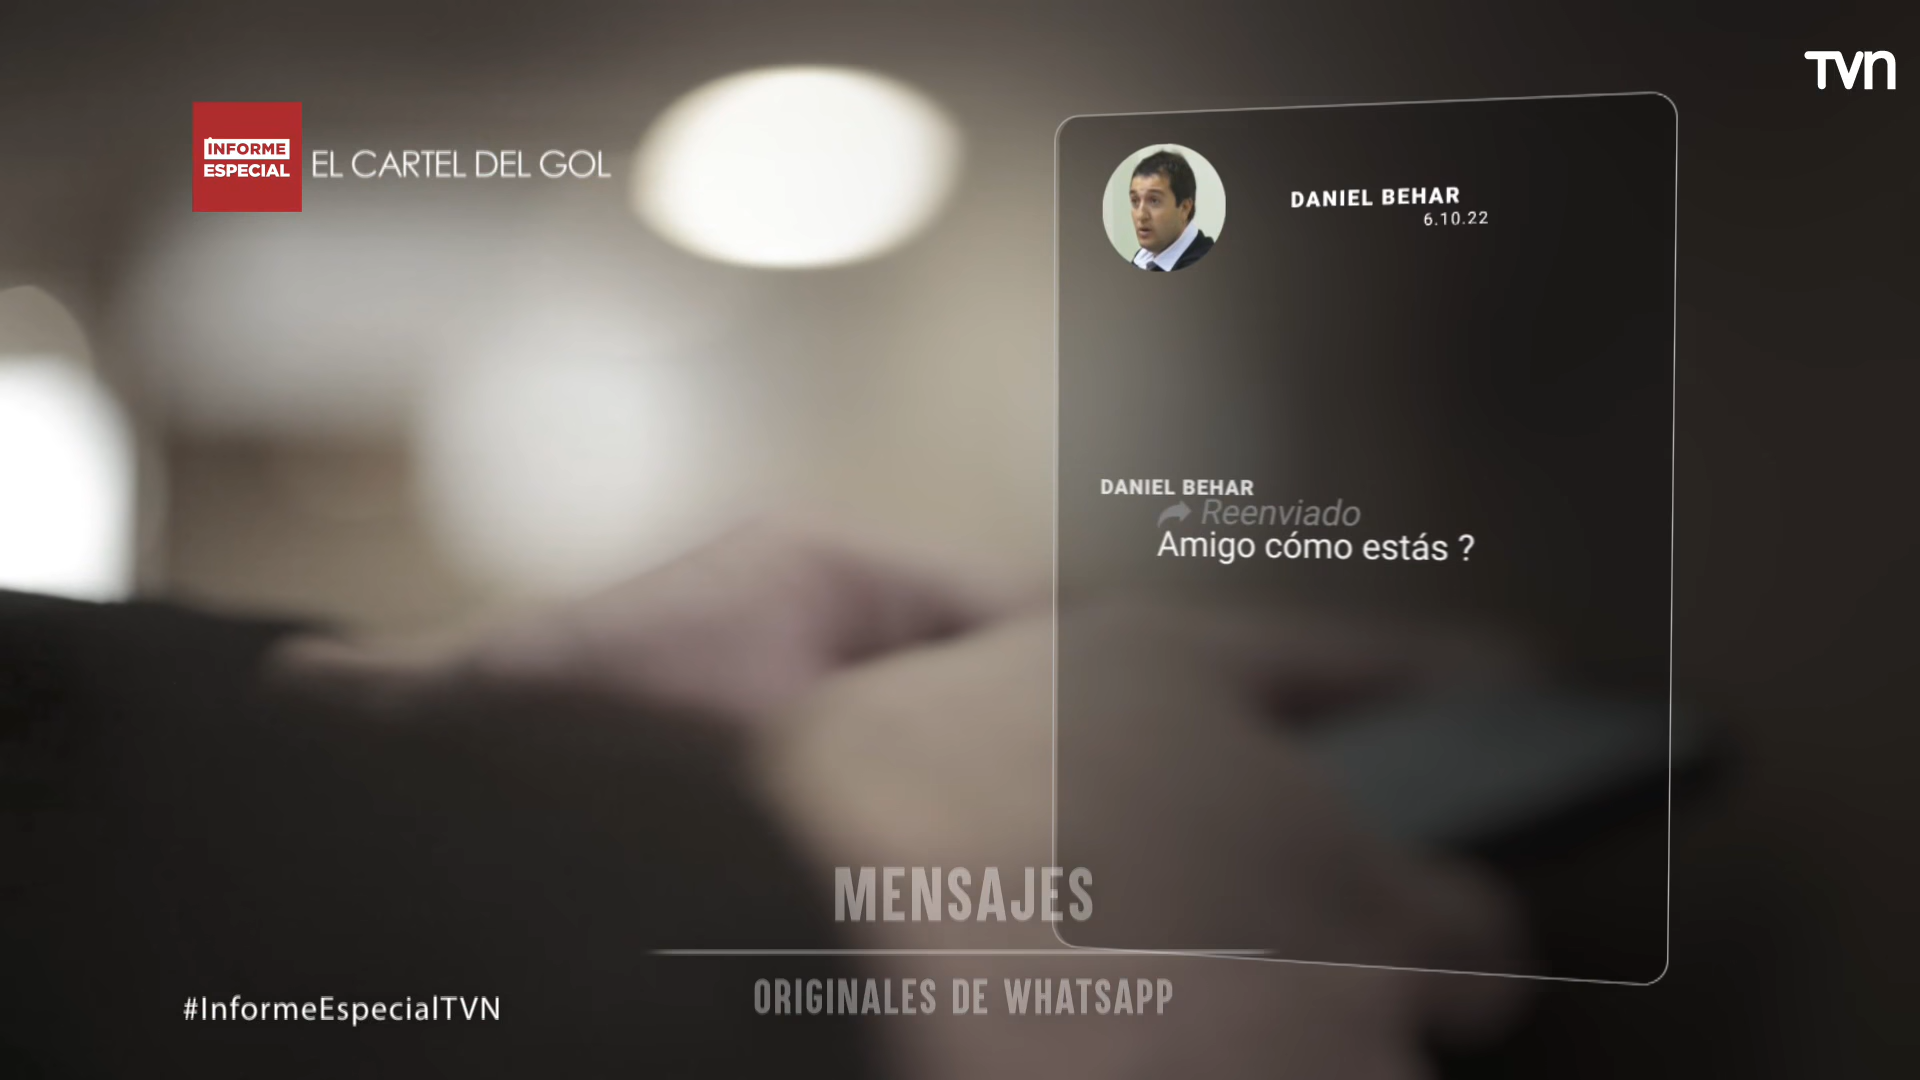 TVN
INFORME
ESPECIAL
EL CARTEL DEL GOL
DANIEL BEHAR
6.10.22
DANIEL BEHAR
Reenviado
Amigo cómo estás ?
MENSAJES
ORIGINALES DE WHATSAPP
#InformeEspecialTVN